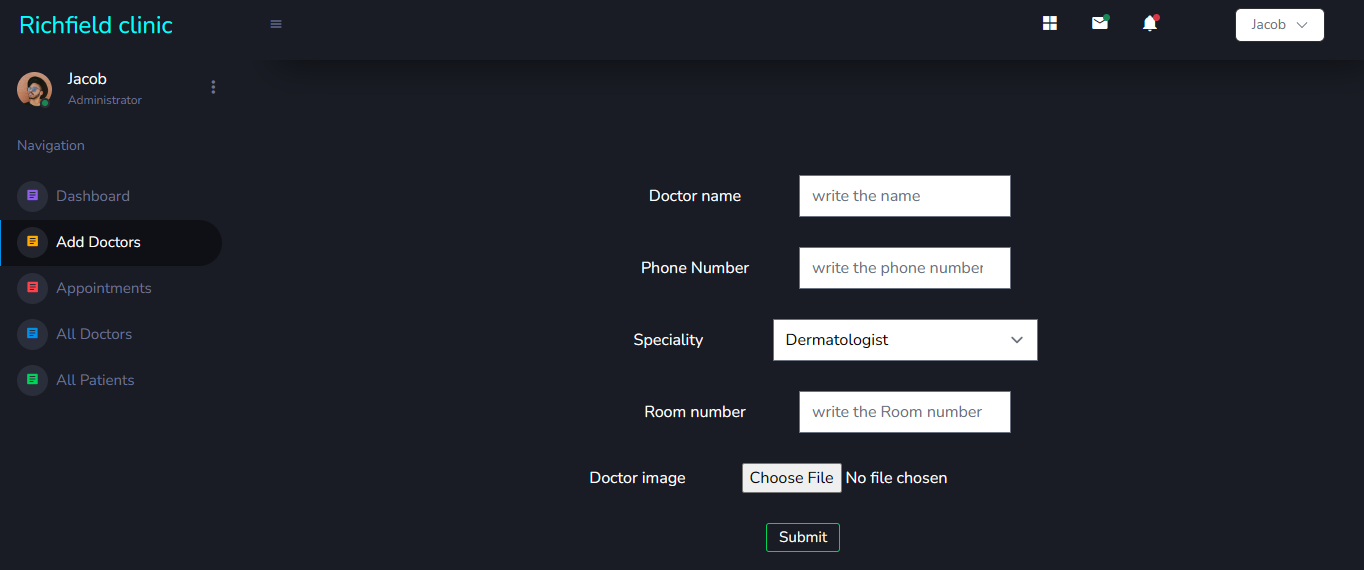 Richfield clinic
Jacob
Jacob
Administrator
Navigation
Dashboard
Add Doctors
Appointments
All Doctors
All Patients
Doctor name
write the name
Phone Number
write the phone number
Speciality
Dermatologist
Room number
write the Room number
Doctor image
Choose File No file chosen
Submit